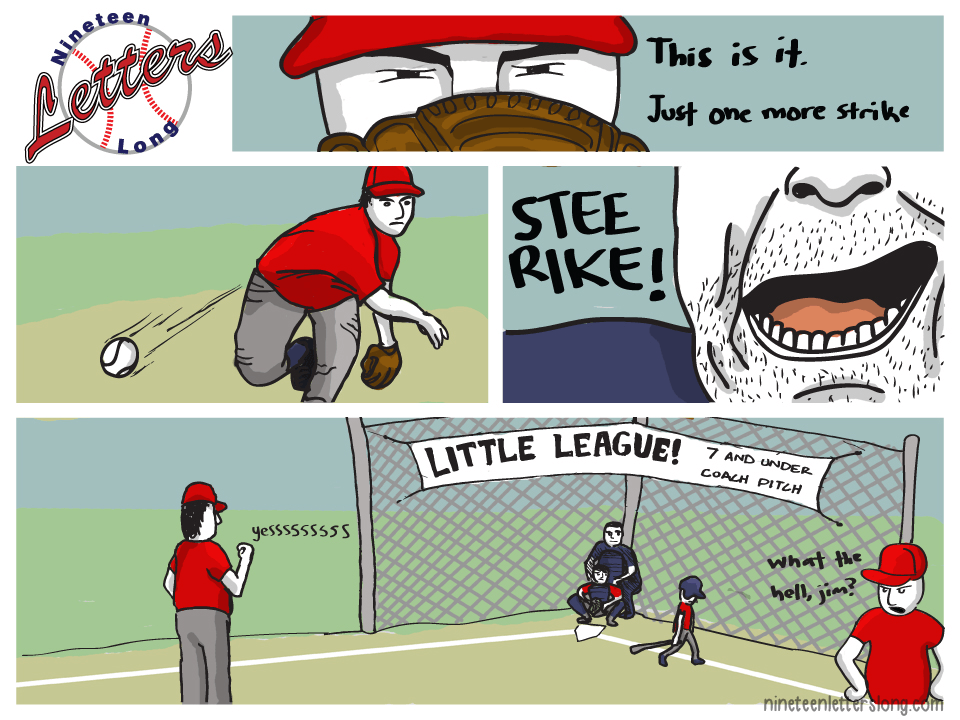 Nineteen
Letters
Long
This is it.
Just one more strike
STEE
RIKE!
LITTLE LEAGUE!
7 AND UNDER
COACH PITCH
yesssssssss
what the
hell, jim?
nineteenletterslong.com